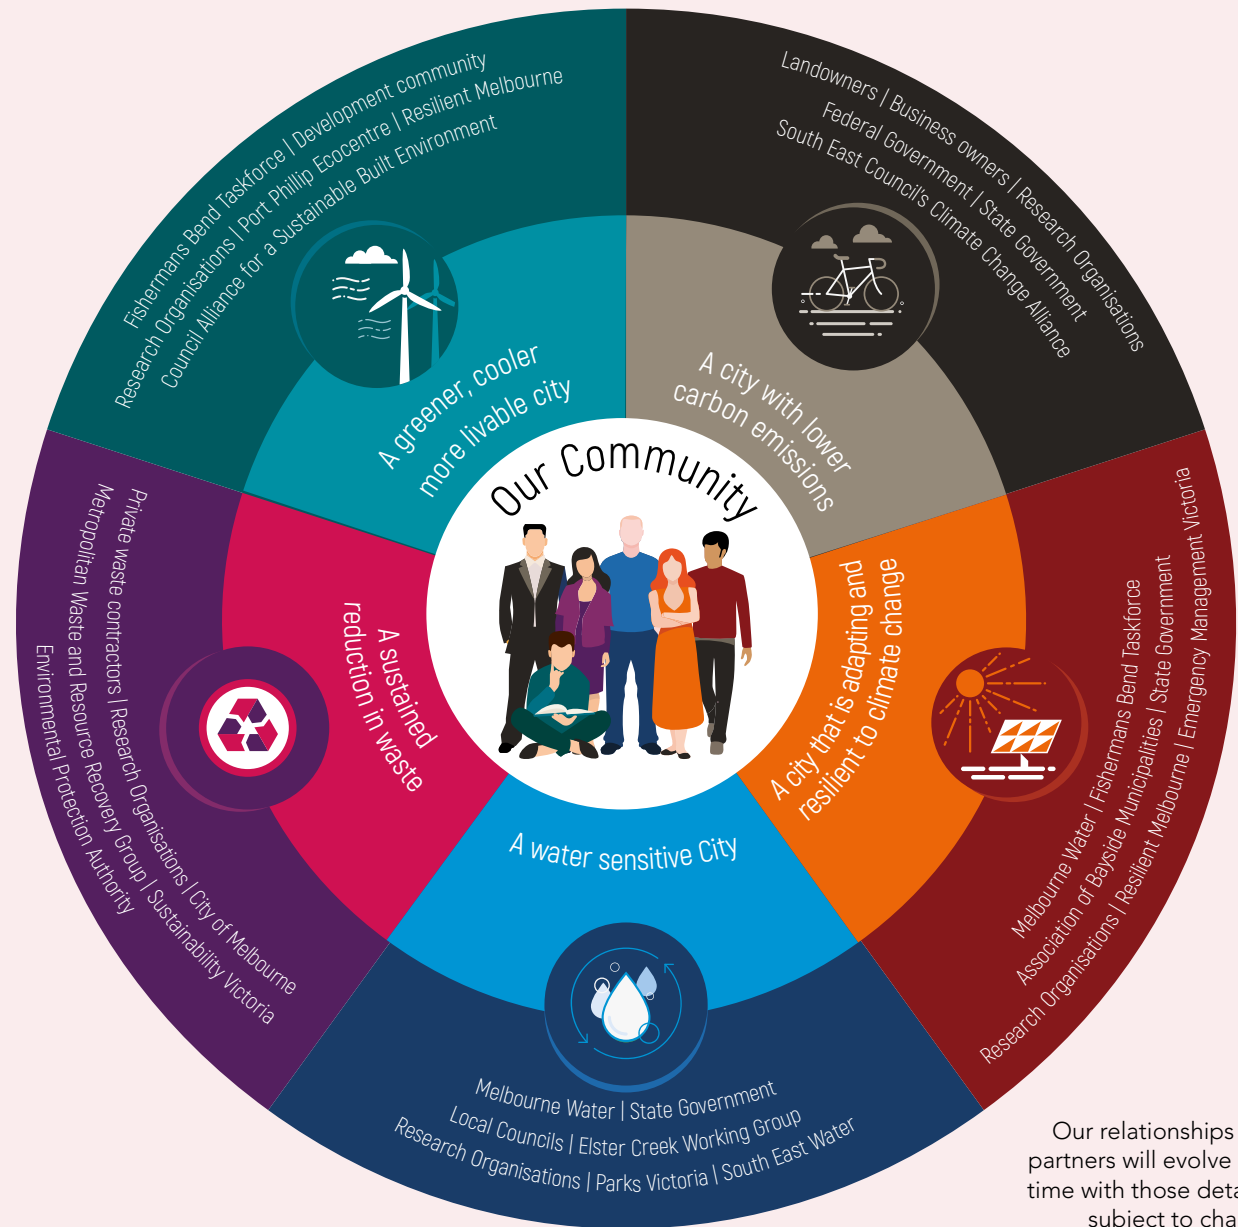 Our Community
A greener, cooler
more livable city
Fishermans Bend Taskforce | Development community
Research Organisations | Port Phillip Ecocentre | Resilient Melbourne
Council Alliance for a Sustainable Built Environment
A city with lower
carbon emissions
Landowners | Business owners | Research Organisations
Federal Government | State Government
South East Council's Climate Change Alliance
A city that is adapting and
resilient to climate change
Melbourne Water | Fishermans Bend Taskforce
Association of Bayside Municipalities | State Government
Research Organisations | Resilient Melbourne | Emergency Management Victoria
A water sensitive City
Melbourne Water | State Government
Local Councils | Elster Creek Working Group
Research Organisations | Parks Victoria | South East Water
A sustained
reduction in waste
Private waste contractors | Research Organisations | City of Melbourne
Metropolitan Waste and Resource Recovery Group | Sustainability Victoria
Environmental Protection Authority
Our relationships
partners will evolve
time with those deta
subject to cha